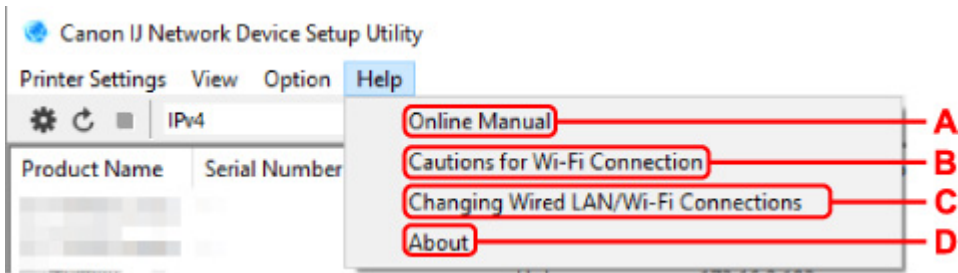 Canon IJ Network Device Setup Utility
Printer Settings View Option Help
IPv4
Online Manual A
Product Name Serial Number Cautions for Wi-Fi Connection B
Changing Wired LAN/Wi-Fi Connections C
About D